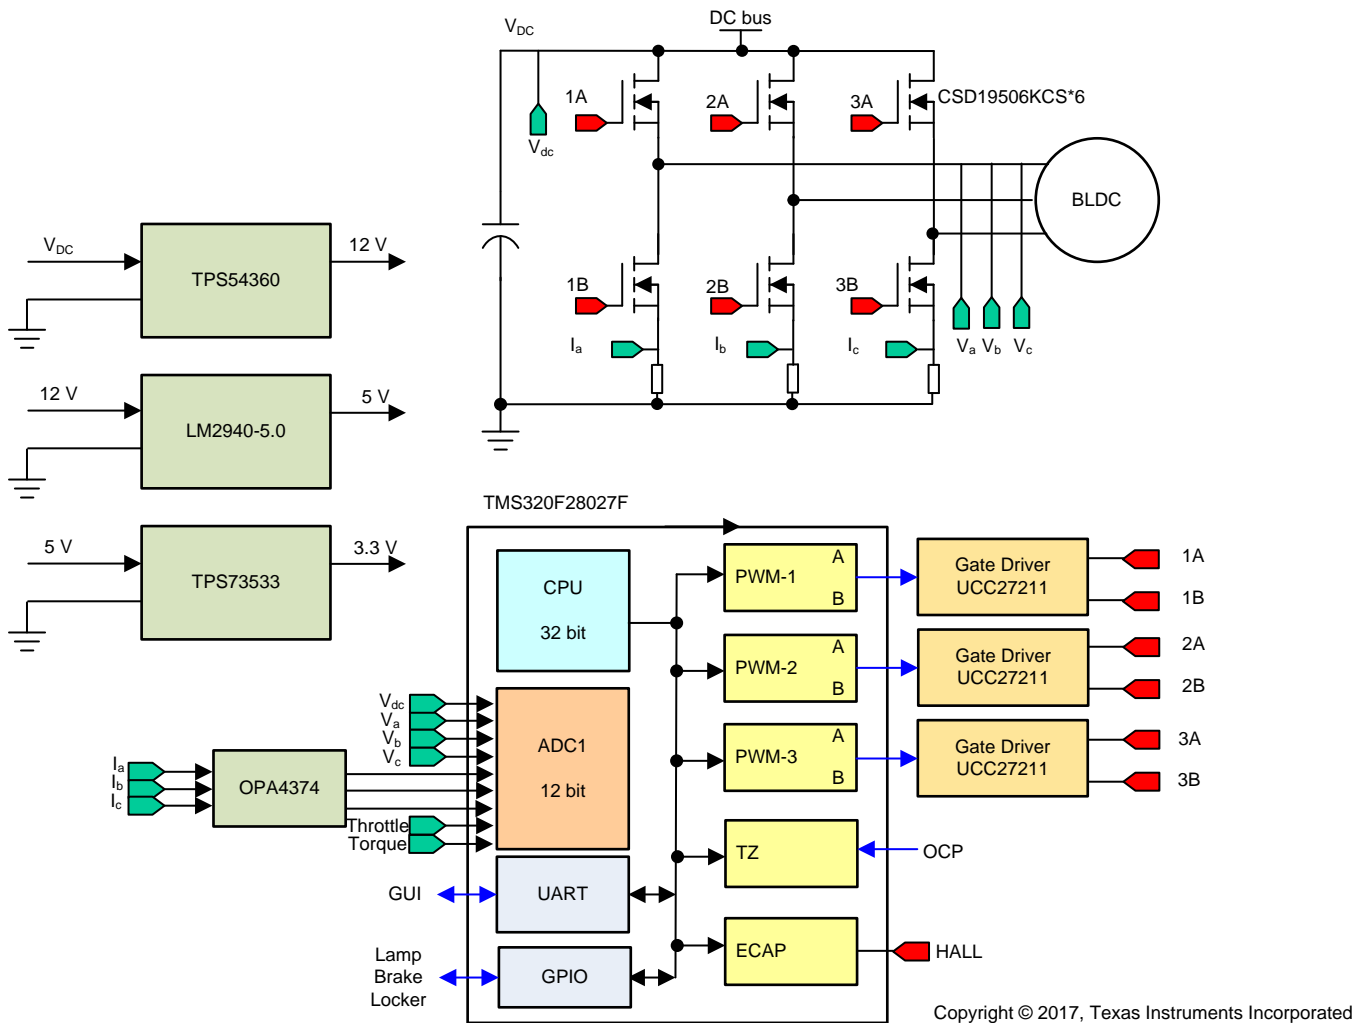 DC bus
VDC
1A
2A
3A
CSD19506KCS*6
Vdc
BLDC
VDC
12 V
TPS54360
1B
2B
3B
Ia
Ib
Ic
Va
Vb
Vc
12 V
5 V
LM2940-5.0
TMS320F28027F
5 V
3.3 V
TPS73533
CPU
32 bit
PWM-1
A
B
Gate Driver
UCC27211
1A
1B
PWM-2
A
B
Gate Driver
UCC27211
2A
2B
Vdc
Va
Vb
Vc
ADC1
12 bit
PWM-3
A
B
Gate Driver
UCC27211
3A
3B
Ia
Ib
Ic
OPA4374
Throttle
Torque
TZ
OCP
GUI
UART
ECAP
HALL
Lamp
Brake
Locker
GPIO
Copyright © 2017, Texas Instruments Incorporated